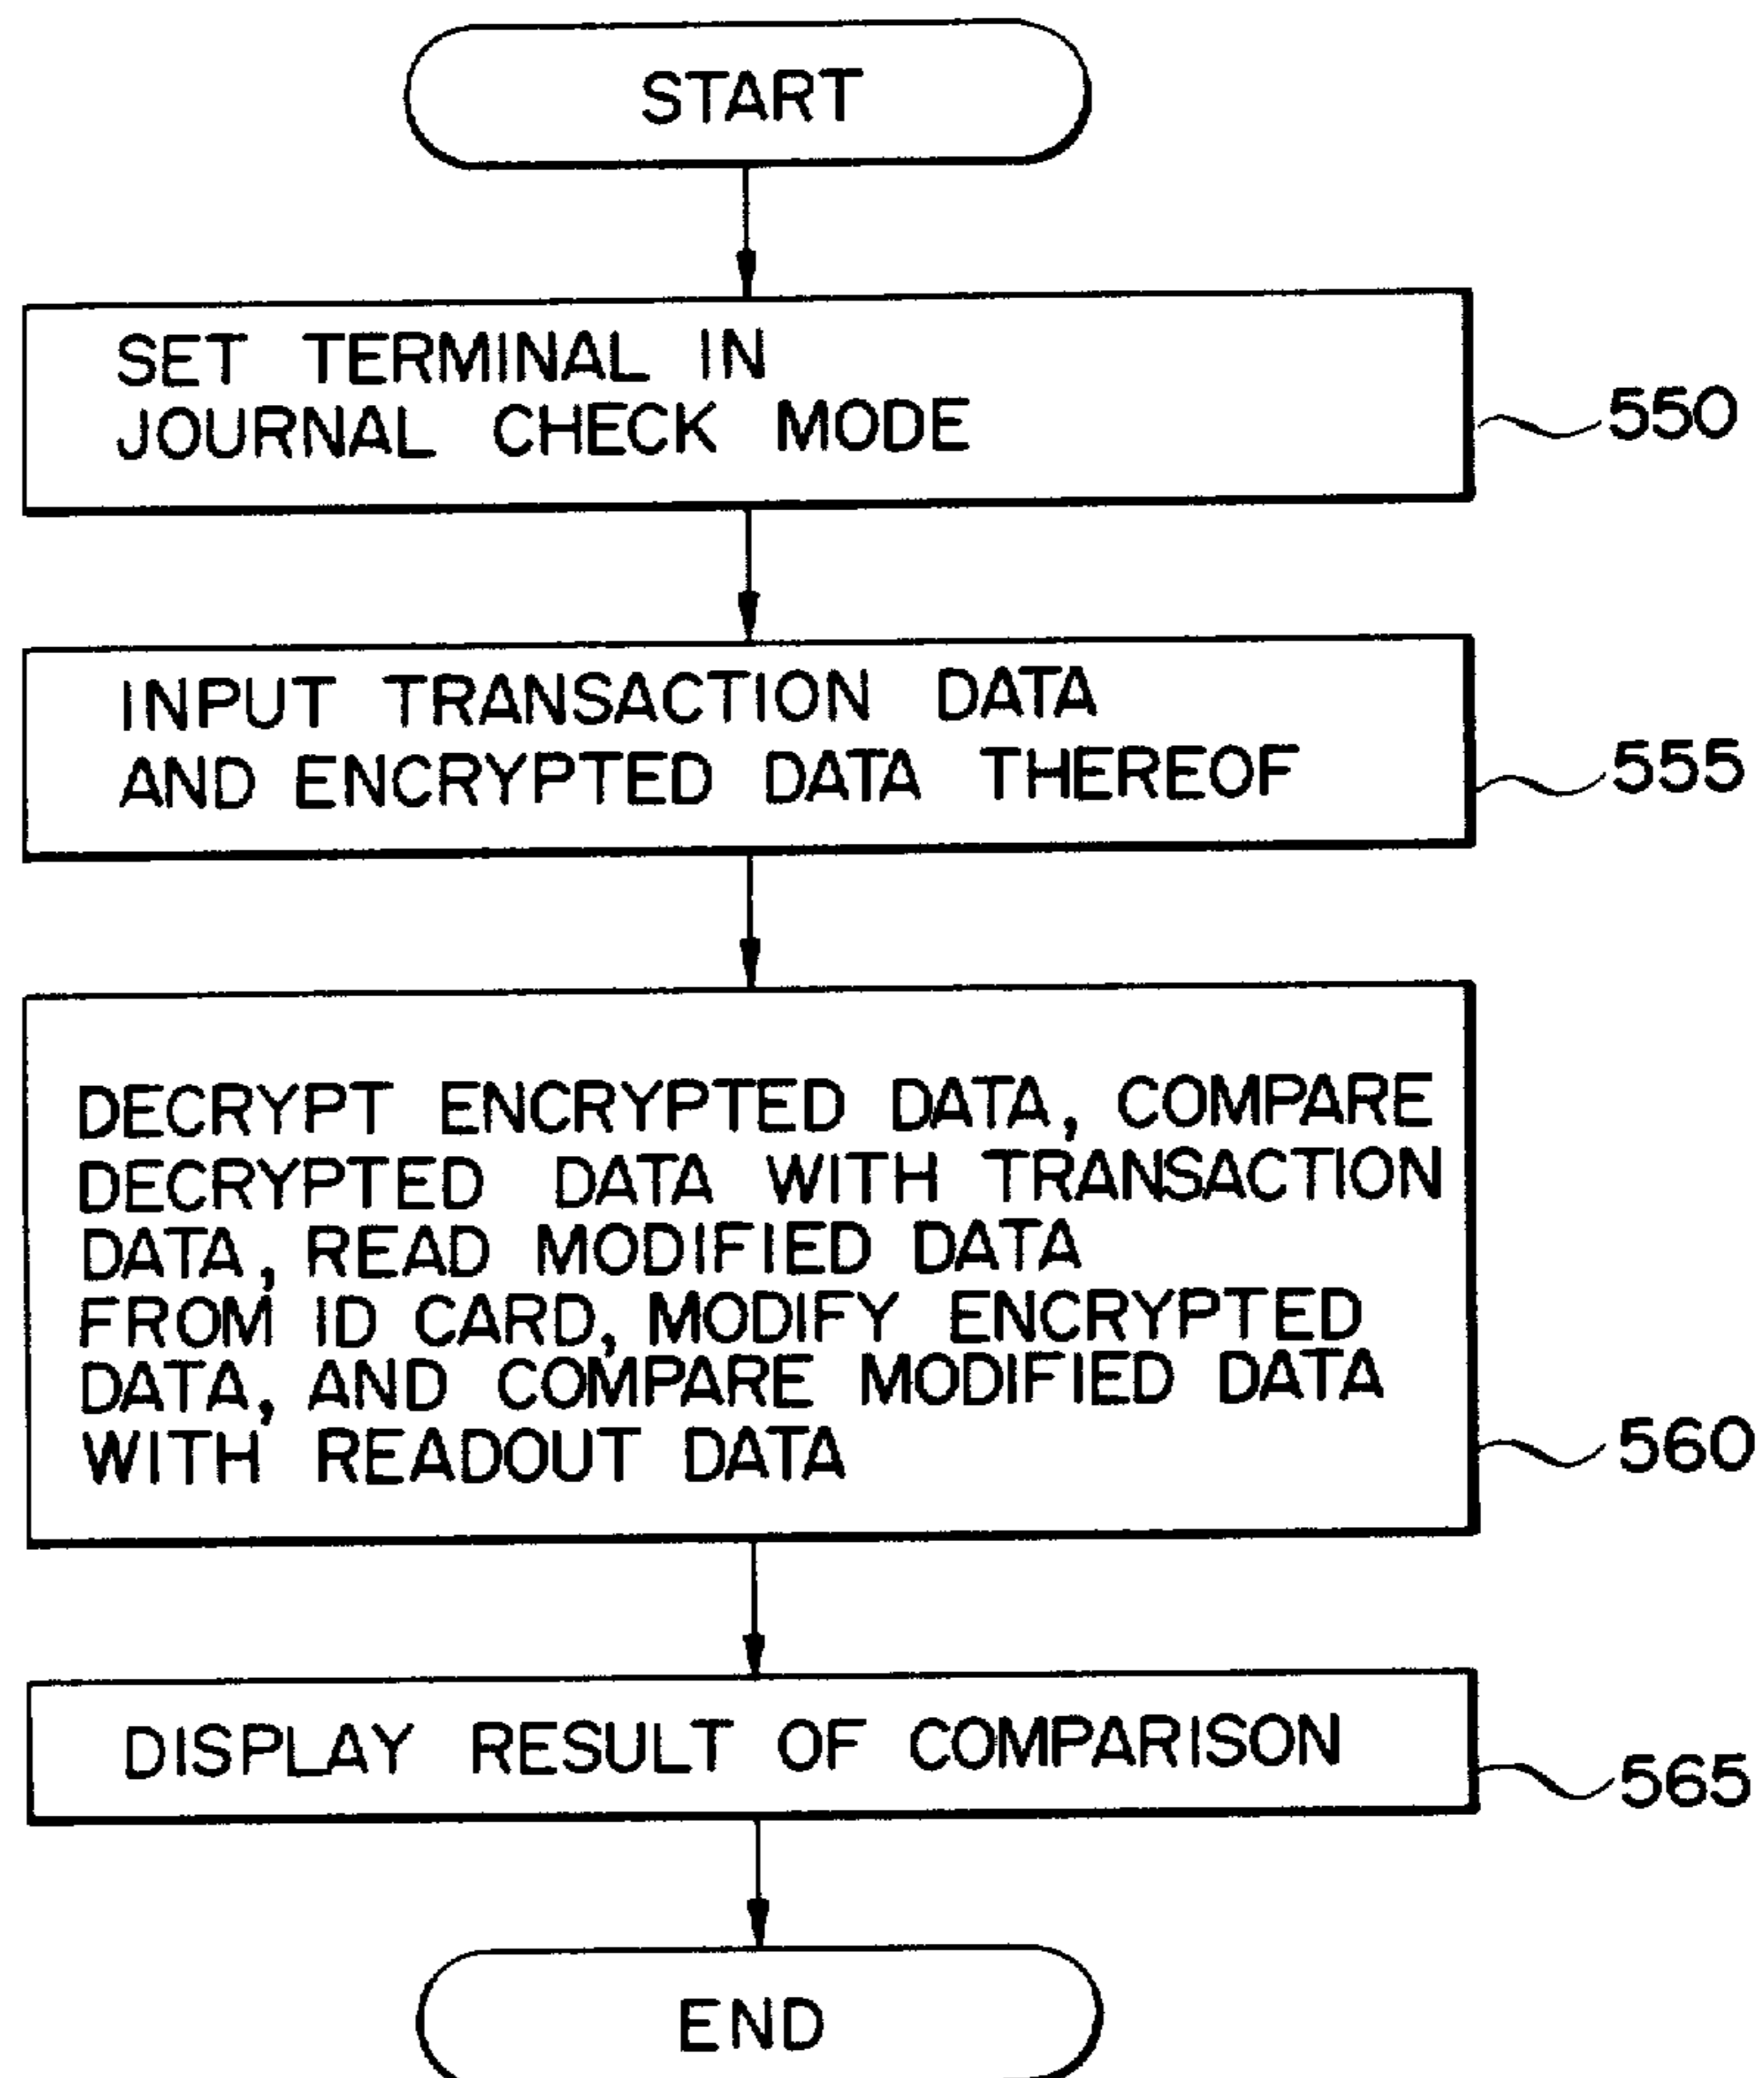 START
SET TERMINAL IN
JOURNAL CHECK MODE
550
INPUT TRANSACTION DATA
AND ENCRYPTED DATA THEREOF
555
DECRYPT ENCRYPTED DATA, COMPARE
DECRYPTED DATA WITH TRANSACTION
DATA, READ MODIFIED DATA
FROM ID CARD, MODIFY ENCRYPTED
DATA, AND COMPARE MODIFIED DATA
WITH READOUT DATA
560
DISPLAY RESULT OF COMPARISON
565
END